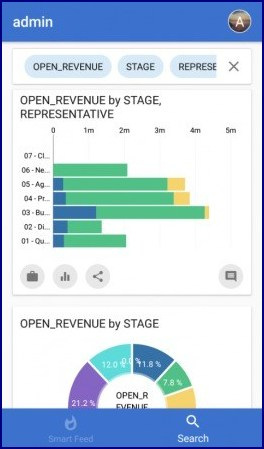 admin
A
OPEN_REVENUE STAGE REPRESE
OPEN_REVENUE by STAGE,
REPRESENTATIVE
0 1m 2m 3m 4m 5m
07 - Cl...
06 - Ne...
05 - Ag...
04 - Pr...
03 - Bu...
02 - Di...
01 - Qu...
OPEN_REVENUE by STAGE
12.0 % 0.0 % 11.8 %
7.8 %
21.2 %
OPEN_R
EVENUE
Smart Feed Search